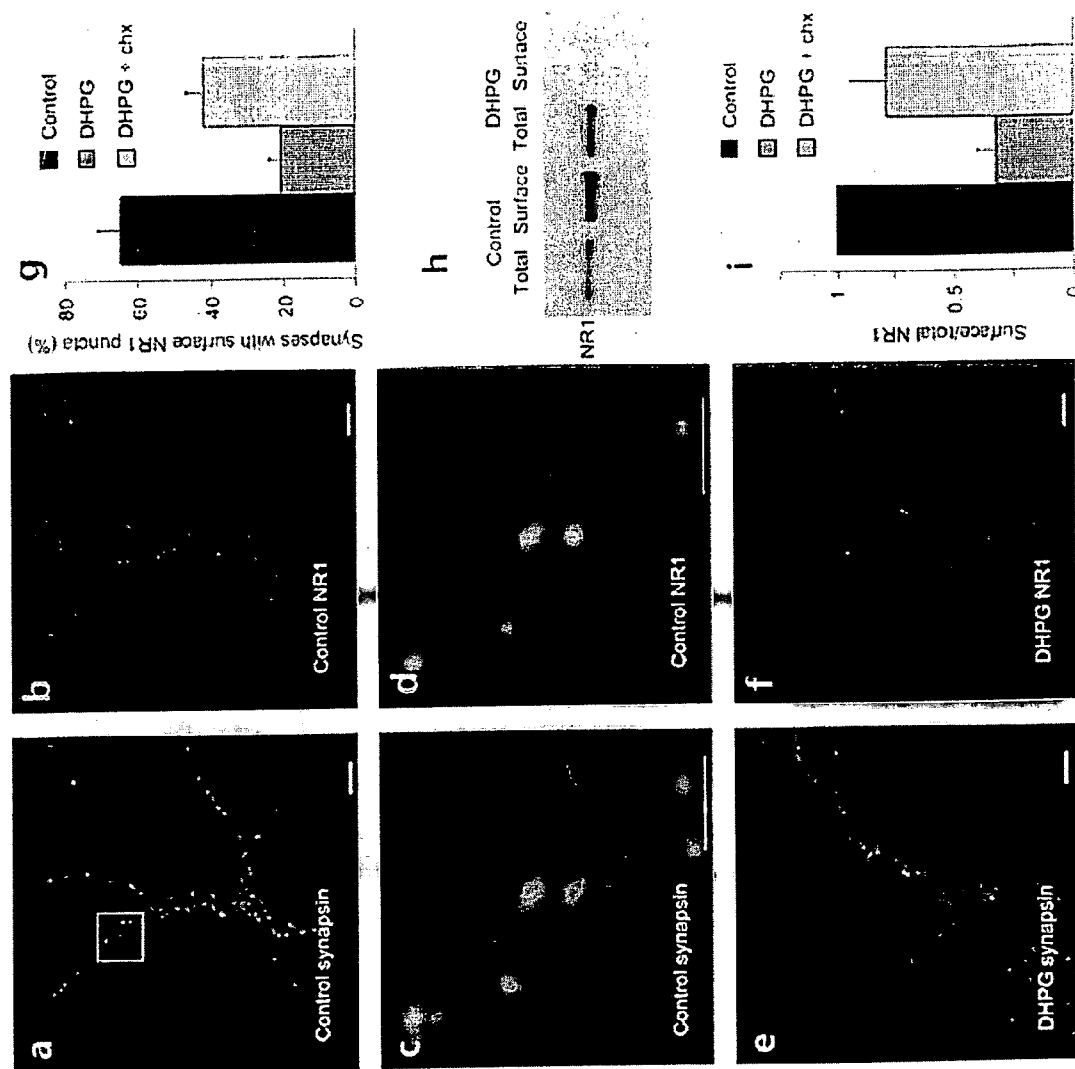 a
Control synapsin
b
Control NR1
c
Control synapsin
d
Control NR1
e
DHPG synapsin
f
DHPG NR1
g
Control
DHPG
DHPG + chx
Synapses with surface NR1 puncta (%)
80
60
40
20
0
h
Control DHPG
Total Surface Total Surface
NR1
i
Control
DHPG
DHPG + chx
Surface/total NR1
1
0.5
0